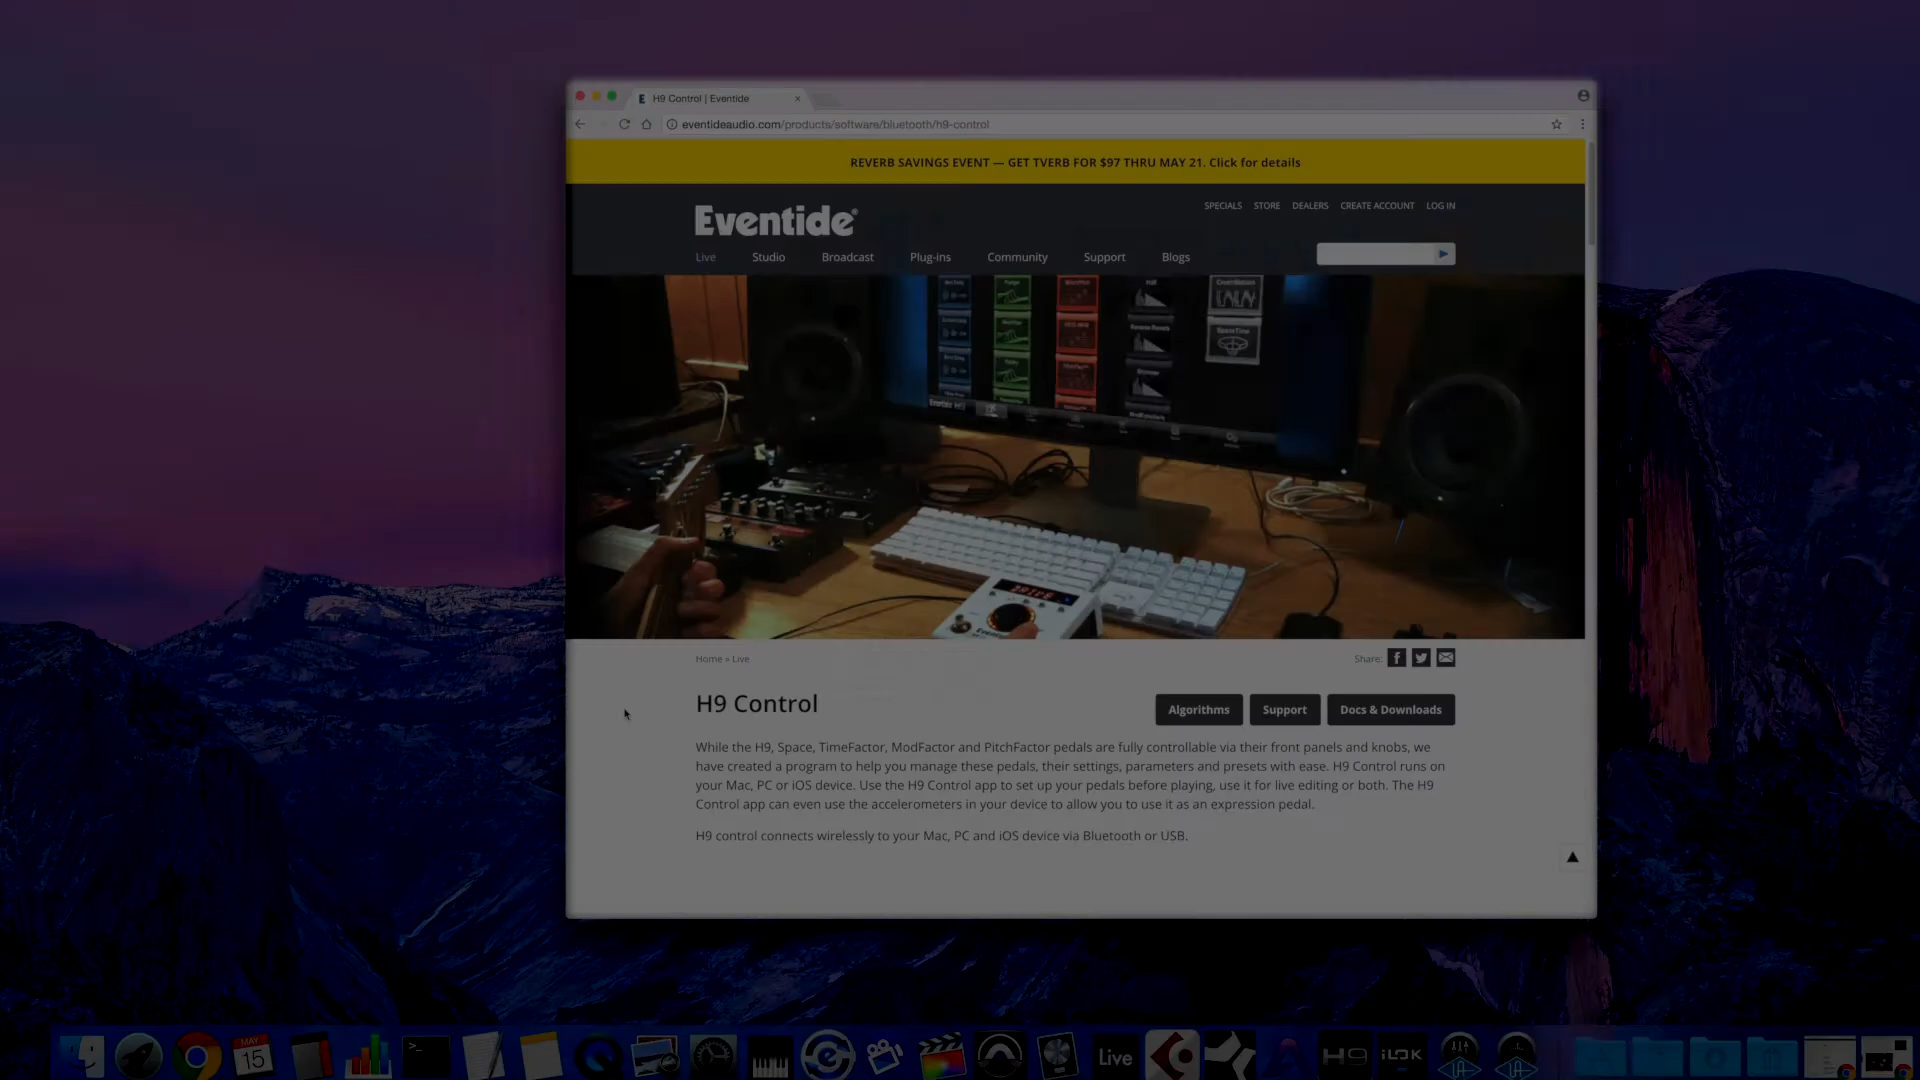 H9 Control | Eventide
eventideaudio.com/products/software/bluetooth/h9-control
REVERB SAVINGS EVENT — GET TVERB FOR $97 THRU MAY 21. Click for details
SPECIALS STORE DEALERS CREATE ACCOUNT LOG IN
Eventide®
Live Studio Broadcast Plug-ins Community Support Blogs
SpaceTime
Reverse Reverb
Eventide H9
Home » Live
Share:
H9 Control
Algorithms Support Docs & Downloads
While the H9, Space, TimeFactor, ModFactor and PitchFactor pedals are fully controllable via their front panels and knobs, we
have created a program to help you manage these pedals, their settings, parameters and presets with ease. H9 Control runs on
your Mac, PC or iOS device. Use the H9 Control app to set up your pedals before playing, use it for live editing or both. The H9
Control app can even use the accelerometers in your device to allow you to use it as an expression pedal.
H9 control connects wirelessly to your Mac, PC and iOS device via Bluetooth or USB.
MAY
15
Live
H9
iLOK